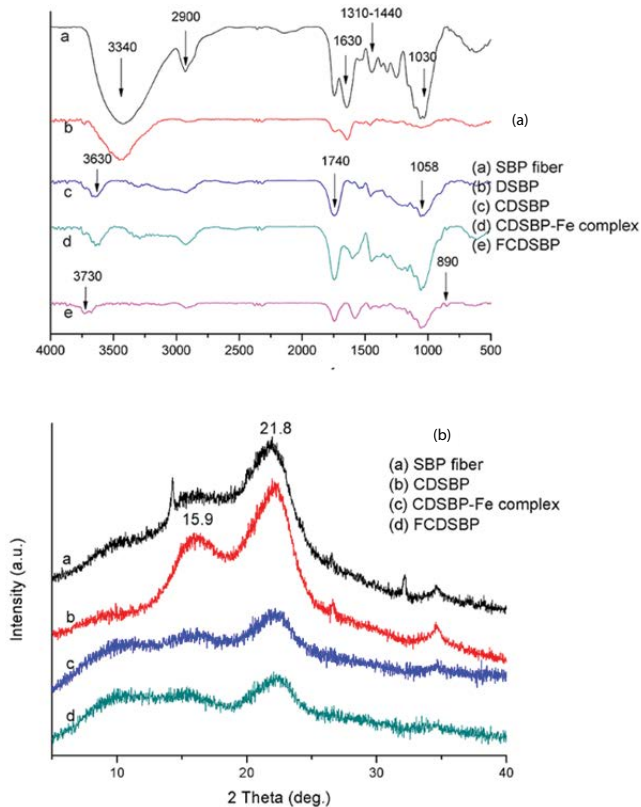 2900
1310-1440
3340
1630
1030
a
(a)
b
3630
1740
1058
(a) SBP fiber
(b) DSBP
(c) CDSBP
(d) CDSBP-Fe complex
(e) FCDSBP
c
d
3730
890
e
4000 3500 3000 2500 2000 1500 1000 500
(b)
21.8
(a) SBP fiber
(b) CDSBP
(c) CDSBP-Fe complex
(d) FCDSBP
15.9
a
b
c
d
Intensity (a.u.)
10 20 30 40
2 Theta (deg.)